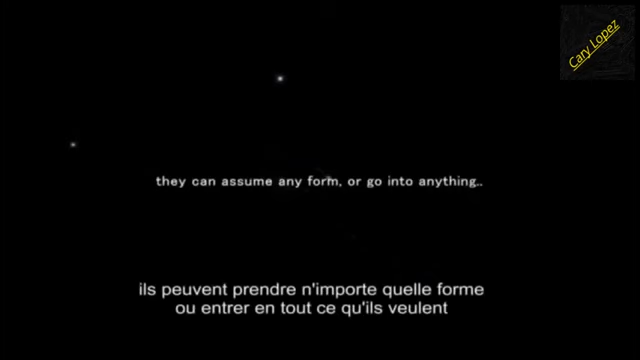 Cary Lopez
they can assume any form, or go into anything..
ils peuvent prendre n'importe quelle forme
ou entrer en tout ce qu'ils veulent